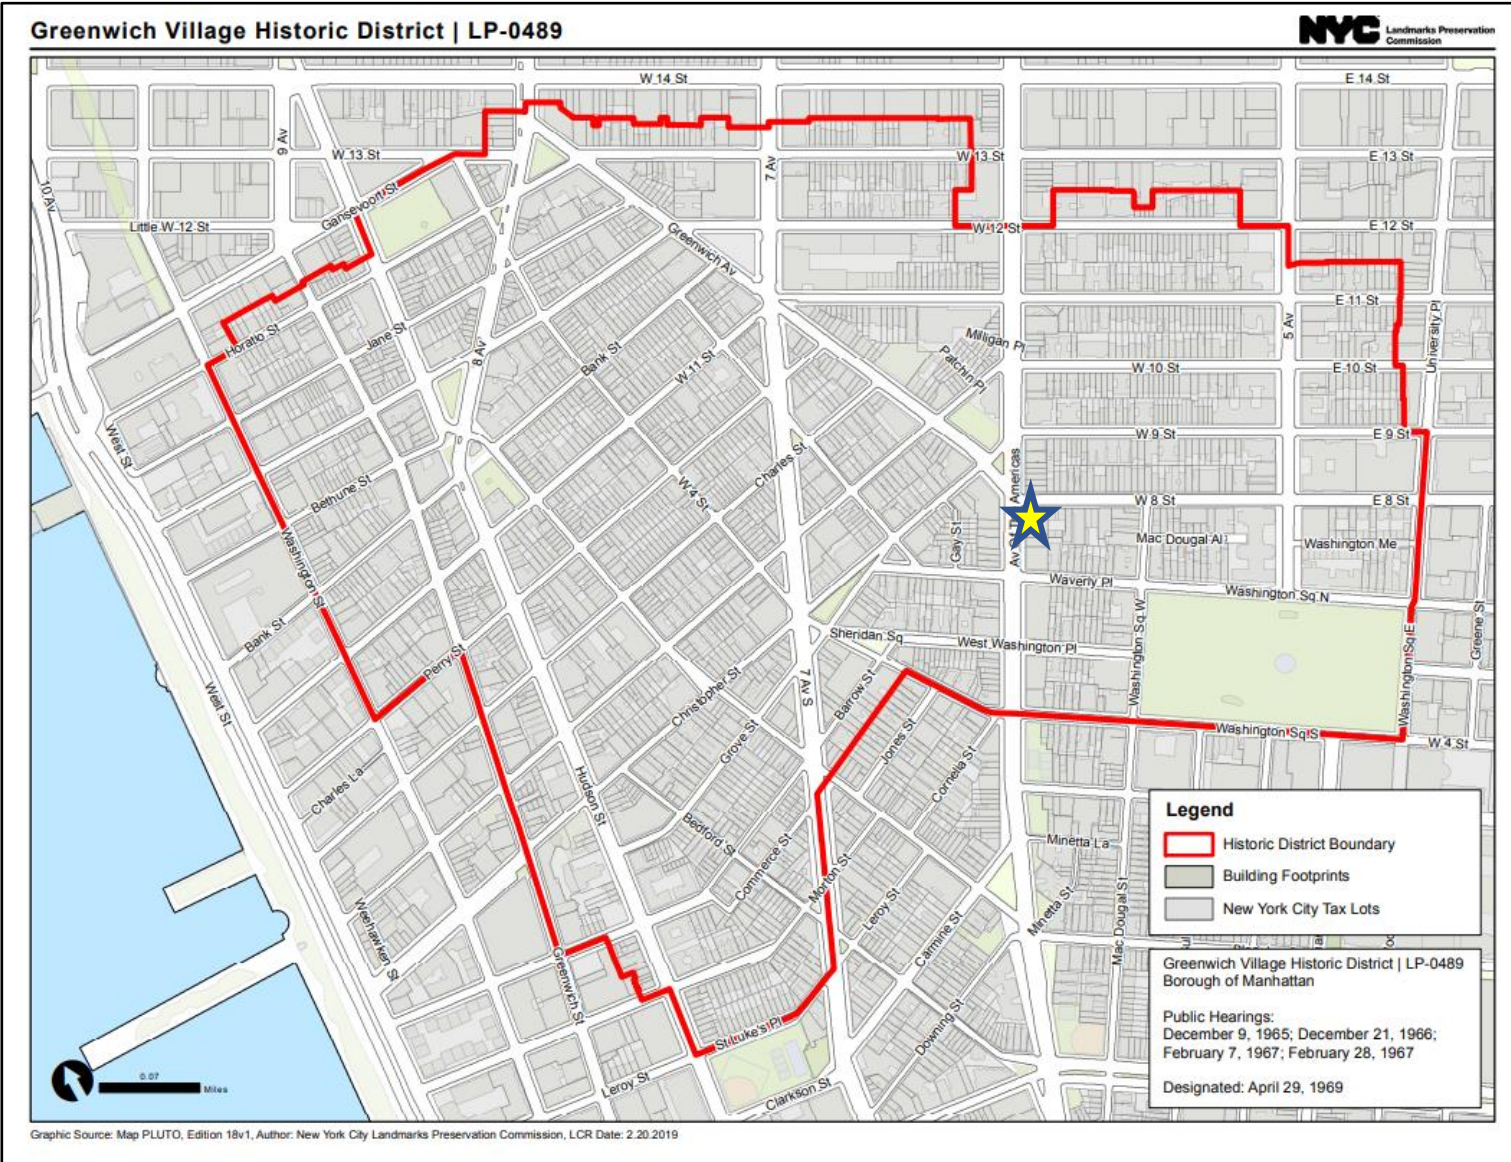 Greenwich Village Historic District | LP-0489
NYC Landmarks Preservation
Commission
W 14 St
E 14 St
9 Av
W 13 St
7 Av
W 13 St
E 13 St
10 Av
Gansevoort St
Little W 12 St
Greenwich Av
W 12 St
E 12 St
E 11 St
Horatio St
Jane St
8 Av
Bank St
W 11 St
Milligan Pl
Patchin Pl
5 Av
University Pl
W 10 St
E 10 St
West St
W 9 St
E 9 St
Bethune St
W 4 St
Charles St
Americas
W 8 St
E 8 St
Gay St
Av
Mac Dougal Al
Washington Me
Washington St
Waverly Pl
Washington Sq N
Bank St
Perry St
Sheridan Sq
West Washington Pl
Washington Sq W
Washington Sq E
Greene St
West St
Christopher St
7 Av S
Barrow St
Grove St
Jones St
Washington Sq S
W 4 St
Charles La
Hudson St
Cornelia St
Bedford St
Commerce St
Morton St
Minetta La
Leroy St
Carmine St
Minetta St
Mac Dougal St
Weehawken St
Greenwich St
St Luke's Pl
Downing St
Leroy St
Clarkson St
Legend
Historic District Boundary
Building Footprints
New York City Tax Lots
Greenwich Village Historic District | LP-0489
Borough of Manhattan
Public Hearings:
December 9, 1965; December 21, 1966;
February 7, 1967; February 28, 1967
Designated: April 29, 1969
0.07
Miles
Graphic Source: Map PLUTO, Edition 18v1, Author: New York City Landmarks Preservation Commission, LCR Date: 2.20.2019